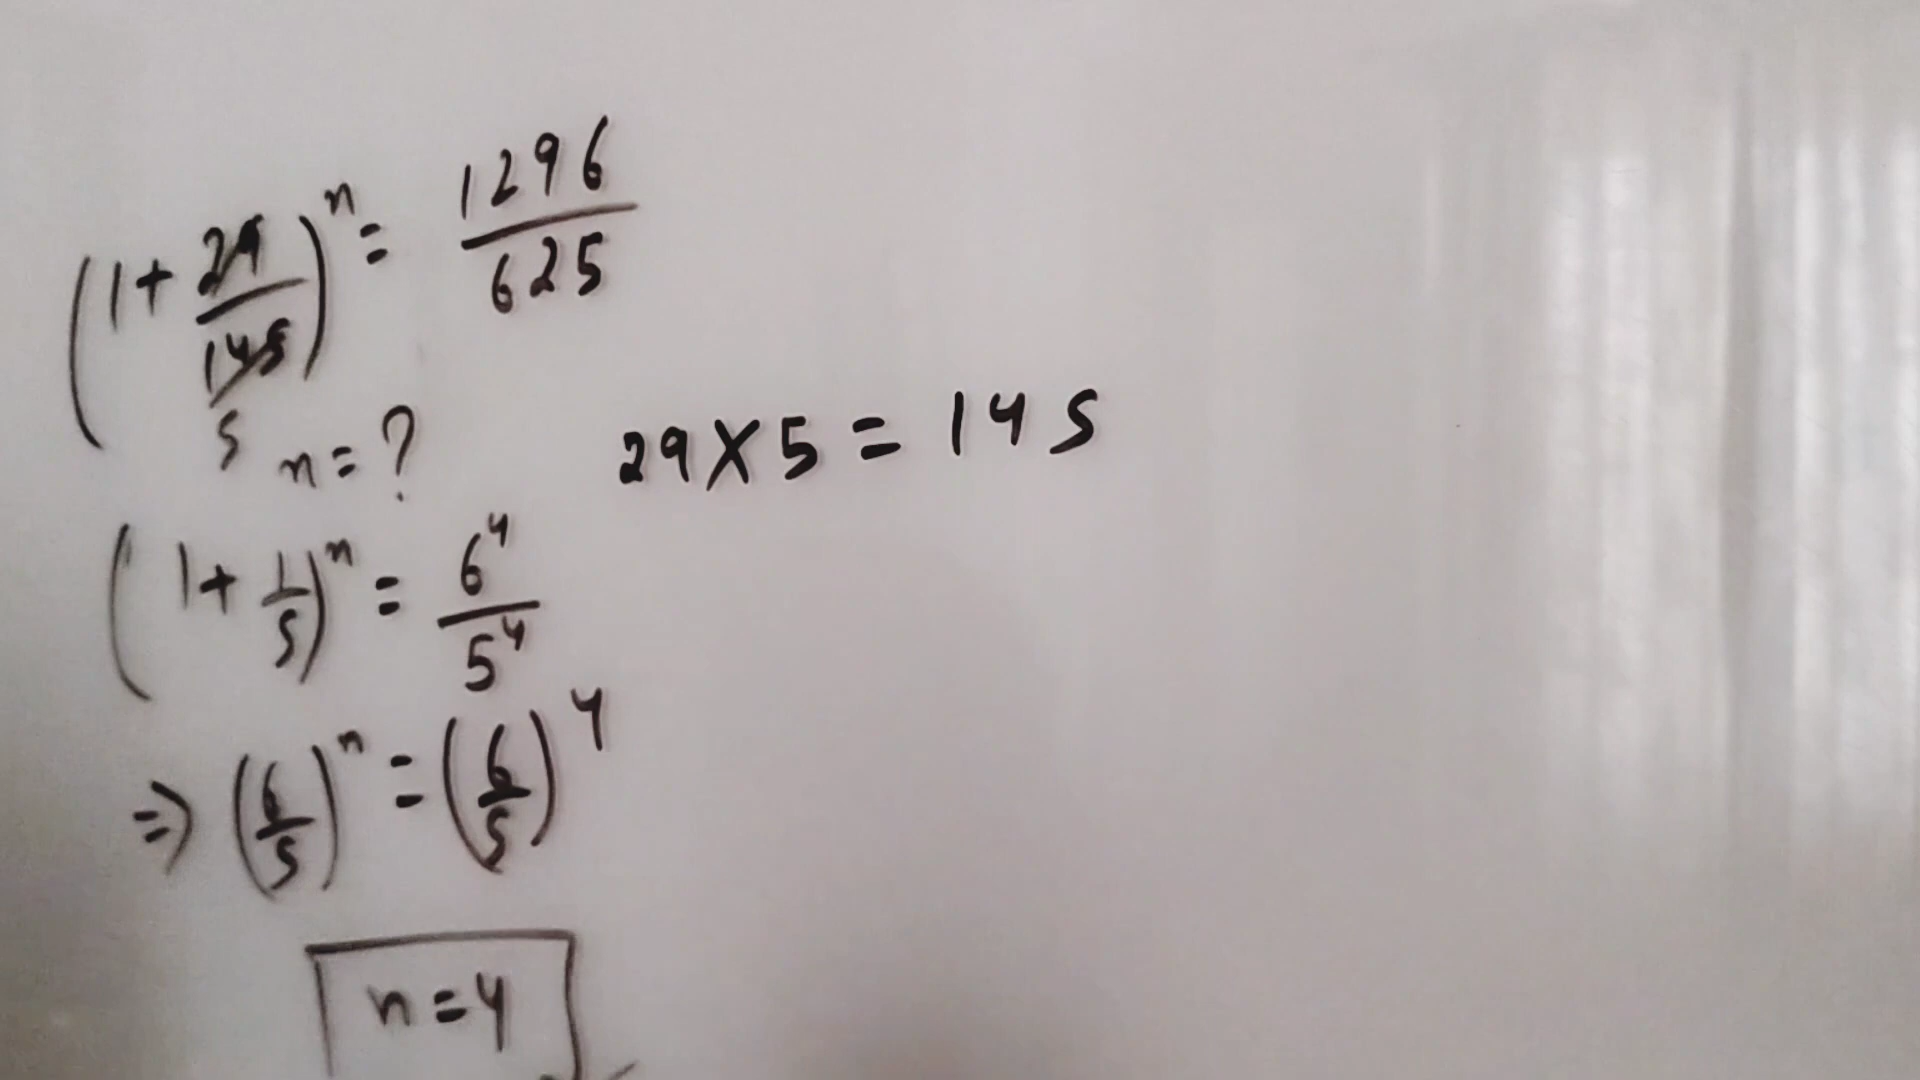 (1 + 29/145)^n = 1296/625
5
n = ?
29 X 5 = 145
(1 + 1/5)^n = 6^4/5^4
⇒ (6/5)^n = (6/5)^4
n = 4